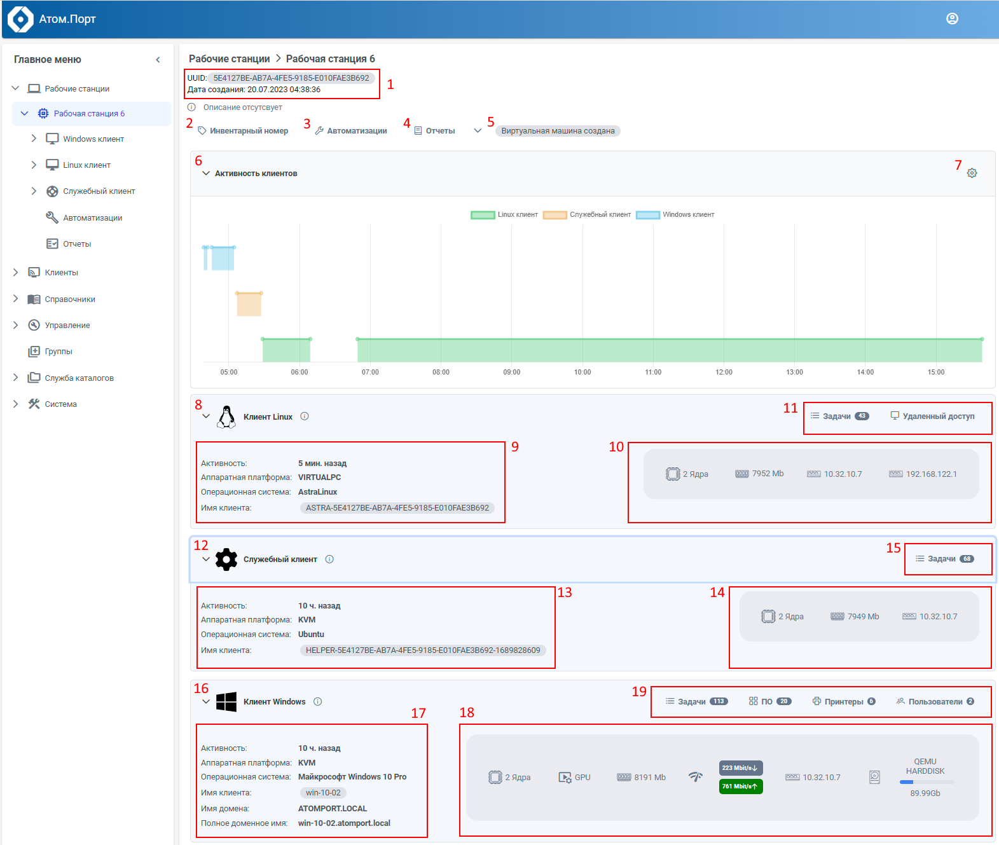 Атом.Порт
Главное меню
Рабочие станции
Рабочая станция 6
Windows клиент
Linux клиент
Служебный клиент
Автоматизации
Отчеты
Клиенты
Справочники
Управление
Группы
Служба каталогов
Система
Рабочие станции > Рабочая станция 6
UUID: 5E4127BE-AB7A-4FE5-9185-E010FAE3B692
Дата создания: 20.07.2023 04:38:36
1
Описание отсутсвует
2 Инвентарный номер 3 Автоматизации 4 Отчеты 5 Виртуальная машина создана
6 Активность клиентов 7
Linux клиент Служебный клиент Windows клиент
05:00 06:00 07:00 08:00 09:00 10:00 11:00 12:00 13:00 14:00 15:00
8 Клиент Linux 11 Задачи 43 Удаленный доступ
9
Активность: 5 мин. назад
Аппаратная платформа: VIRTUALPC
Операционная система: AstraLinux
Имя клиента: ASTRA-5E4127BE-AB7A-4FE5-9185-E010FAE3B692
10
2 Ядра 7952 Mb 10.32.10.7 192.168.122.1
12 Служебный клиент 15 Задачи 68
13
Активность: 10 ч. назад
Аппаратная платформа: KVM
Операционная система: Ubuntu
Имя клиента: HELPER-5E4127BE-AB7A-4FE5-9185-E010FAE3B692-1689828609
14
2 Ядра 7949 Mb 10.32.10.7
16 Клиент Windows 19 Задачи 113 ПО 20 Принтеры 6 Пользователи 2
17
Активность: 10 ч. назад
Аппаратная платформа: KVM
Операционная система: Майкрософт Windows 10 Pro
Имя клиента: win-10-02
Имя домена: ATOMPORT.LOCAL
Полное доменное имя: win-10-02.atomport.local
18
2 Ядра GPU 8191 Mb
223 Mbit/s↓
761 Mbit/s↑
10.32.10.7
QEMU
HARDDISK
89.99Gb